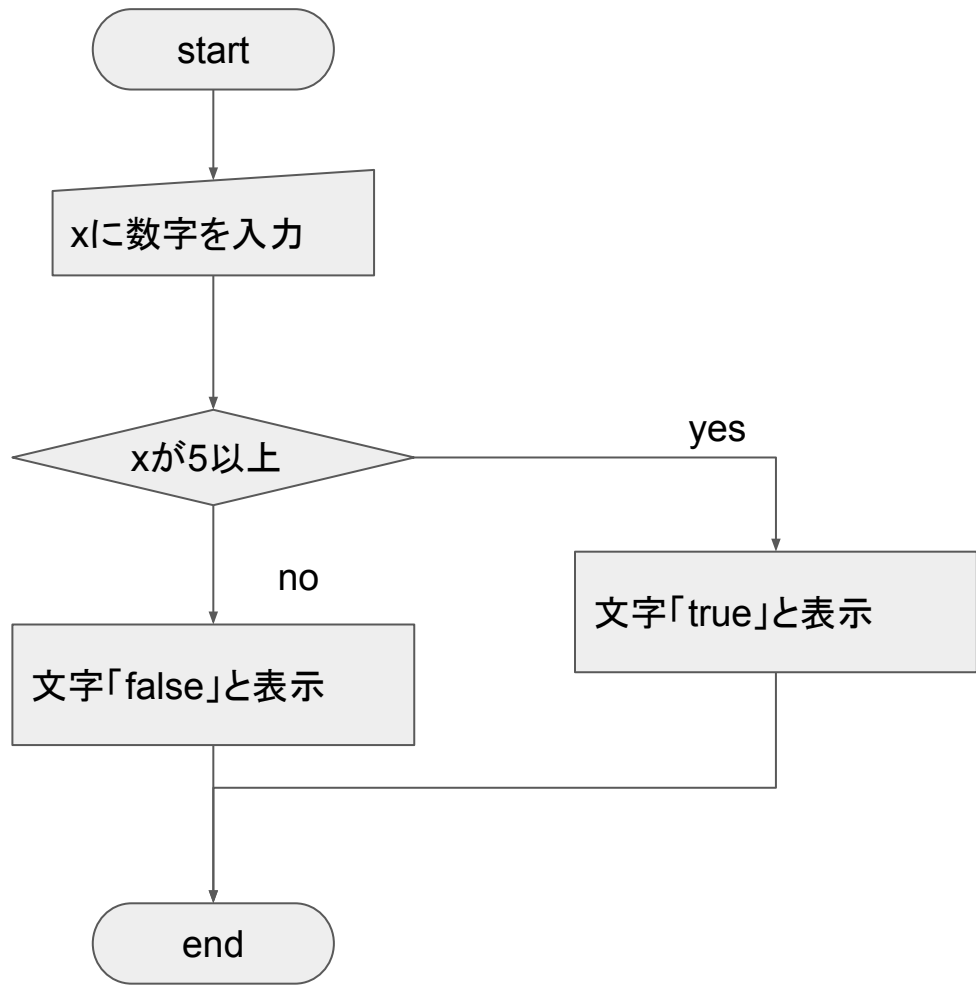 start
xに数字を入力
xが5以上
yes
no
文字「true」と表示
文字「false」と表示
end